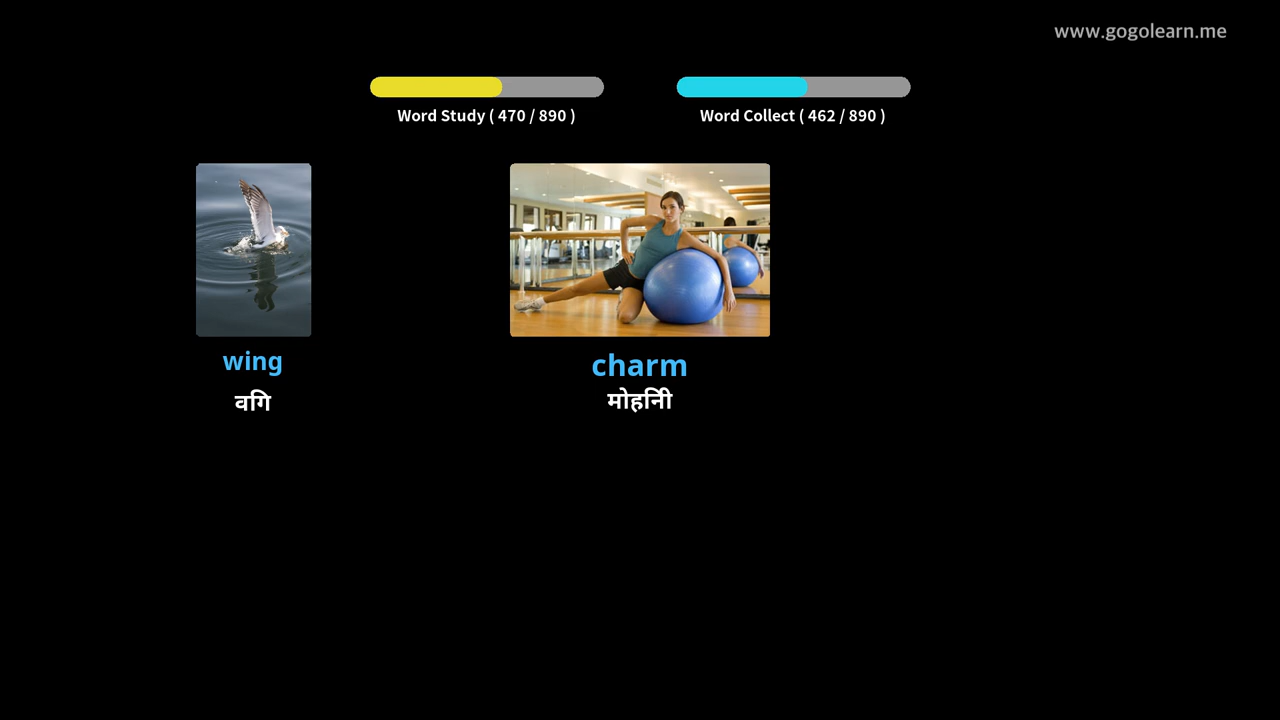 www.gogolearn.me
Word Study ( 470 / 890 )
Word Collect ( 462 / 890 )
wing
वगि
charm
मोहनिी